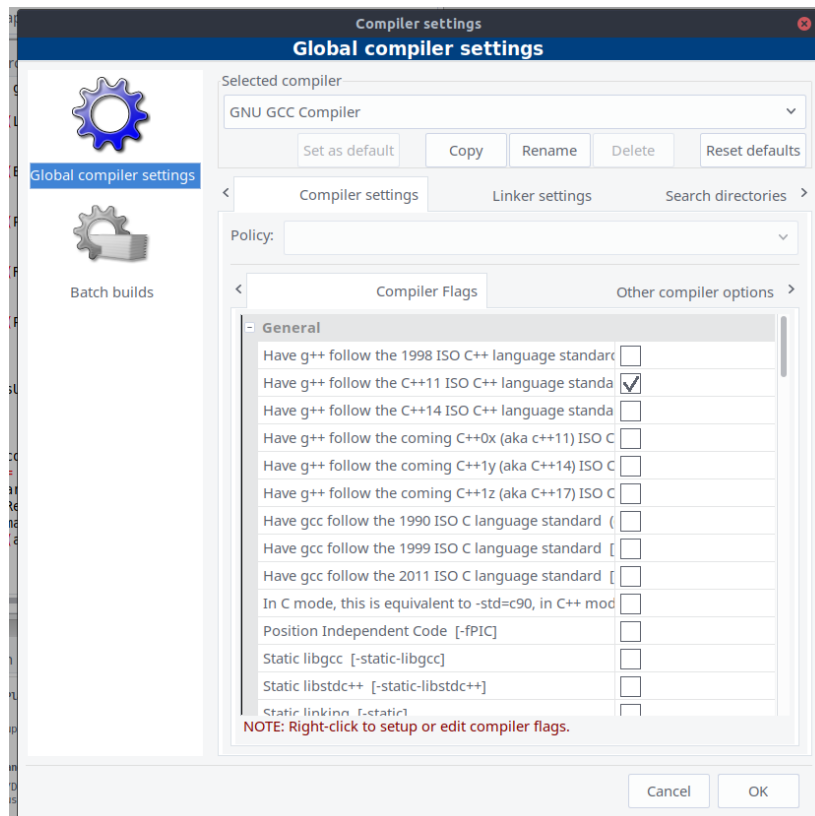 Compiler settings
Global compiler settings
Selected compiler
GNU GCC Compiler
Set as default Copy Rename Delete Reset defaults
Global compiler settings
Compiler settings Linker settings Search directories
Policy:
Batch builds
Compiler Flags Other compiler options
General
Have g++ follow the 1998 ISO C++ language standard
Have g++ follow the C++11 ISO C++ language standa
Have g++ follow the C++14 ISO C++ language standa
Have g++ follow the coming C++0x (aka c++11) ISO C
Have g++ follow the coming C++1y (aka C++14) ISO C
Have g++ follow the coming C++1z (aka C++17) ISO C
Have gcc follow the 1990 ISO C language standard (
Have gcc follow the 1999 ISO C language standard [
Have gcc follow the 2011 ISO C language standard [
In C mode, this is equivalent to -std=c90, in C++ mod
Position Independent Code [-fPIC]
Static libgcc [-static-libgcc]
Static libstdc++ [-static-libstdc++]
Static linking [-static]
NOTE: Right-click to setup or edit compiler flags.
Cancel OK